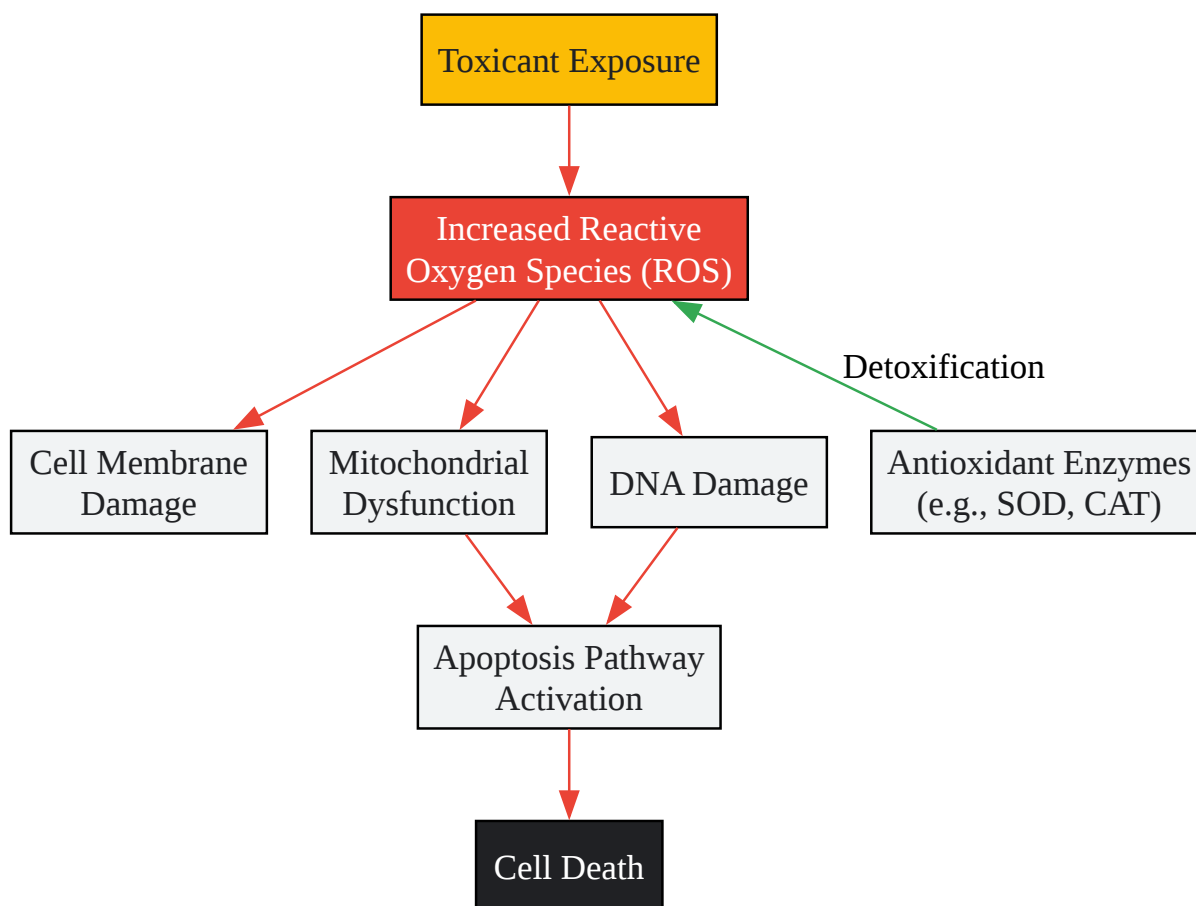 Toxicant Exposure
Increased Reactive
Oxygen Species (ROS)
Detoxification
Cell Membrane
Damage
Mitochondrial
Dysfunction
DNA Damage
Antioxidant Enzymes
(e.g., SOD, CAT)
Apoptosis Pathway
Activation
Cell Death